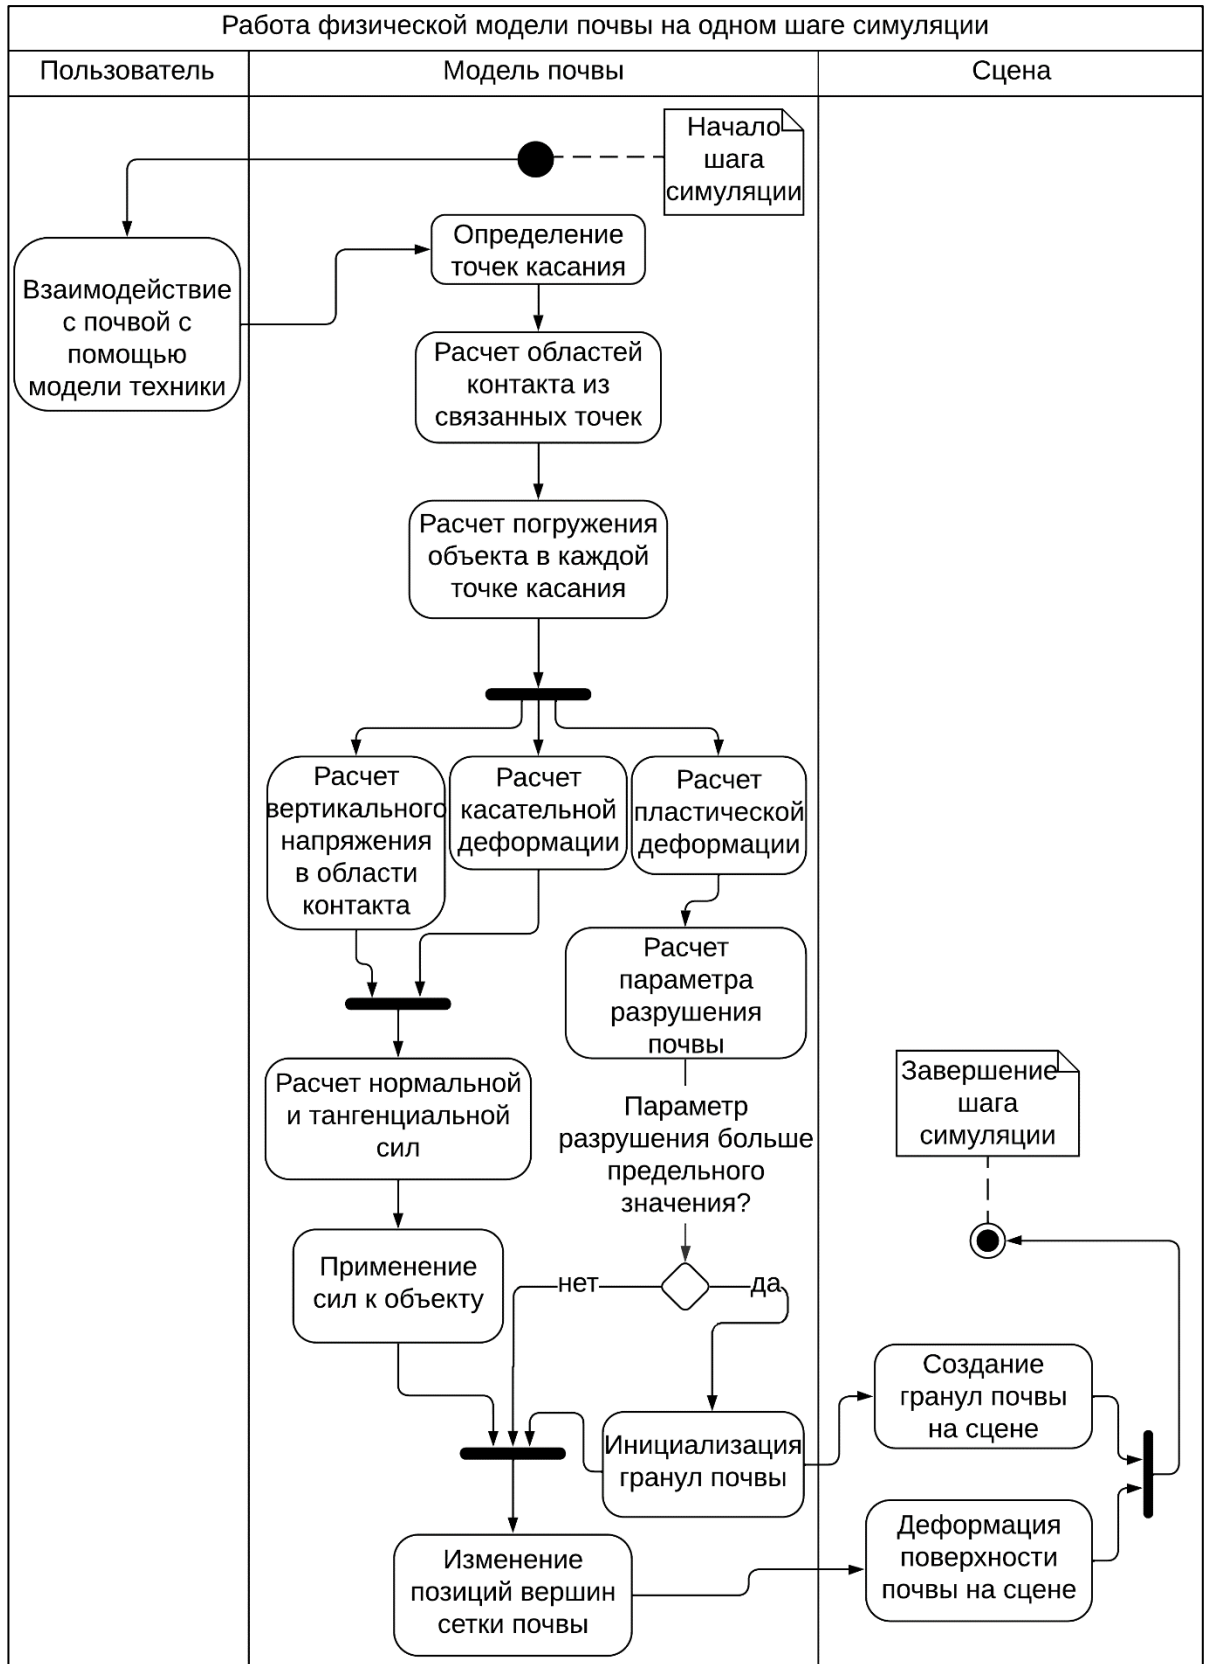 Работа физической модели почвы на одном шаге симуляции
Пользователь
Модель почвы
Сцена
Начало
шага
симуляции
Взаимодействие
с почвой с
помощью
модели техники
Определение
точек касания
Расчет областей
контакта из
связанных точек
Расчет погружения
объекта в каждой
точке касания
Расчет
вертикального
напряжения
в области
контакта
Расчет
касательной
деформации
Расчет
пластической
деформации
Расчет
параметра
разрушения
почвы
Расчет нормальной
и тангенциальной
сил
Параметр
разрушения больше
предельного
значения?
Завершение
шага
симуляции
Применение
сил к объекту
нет
да
Инициализация
гранул почвы
Создание
гранул почвы
на сцене
Изменение
позиций вершин
сетки почвы
Деформация
поверхности
почвы на сцене